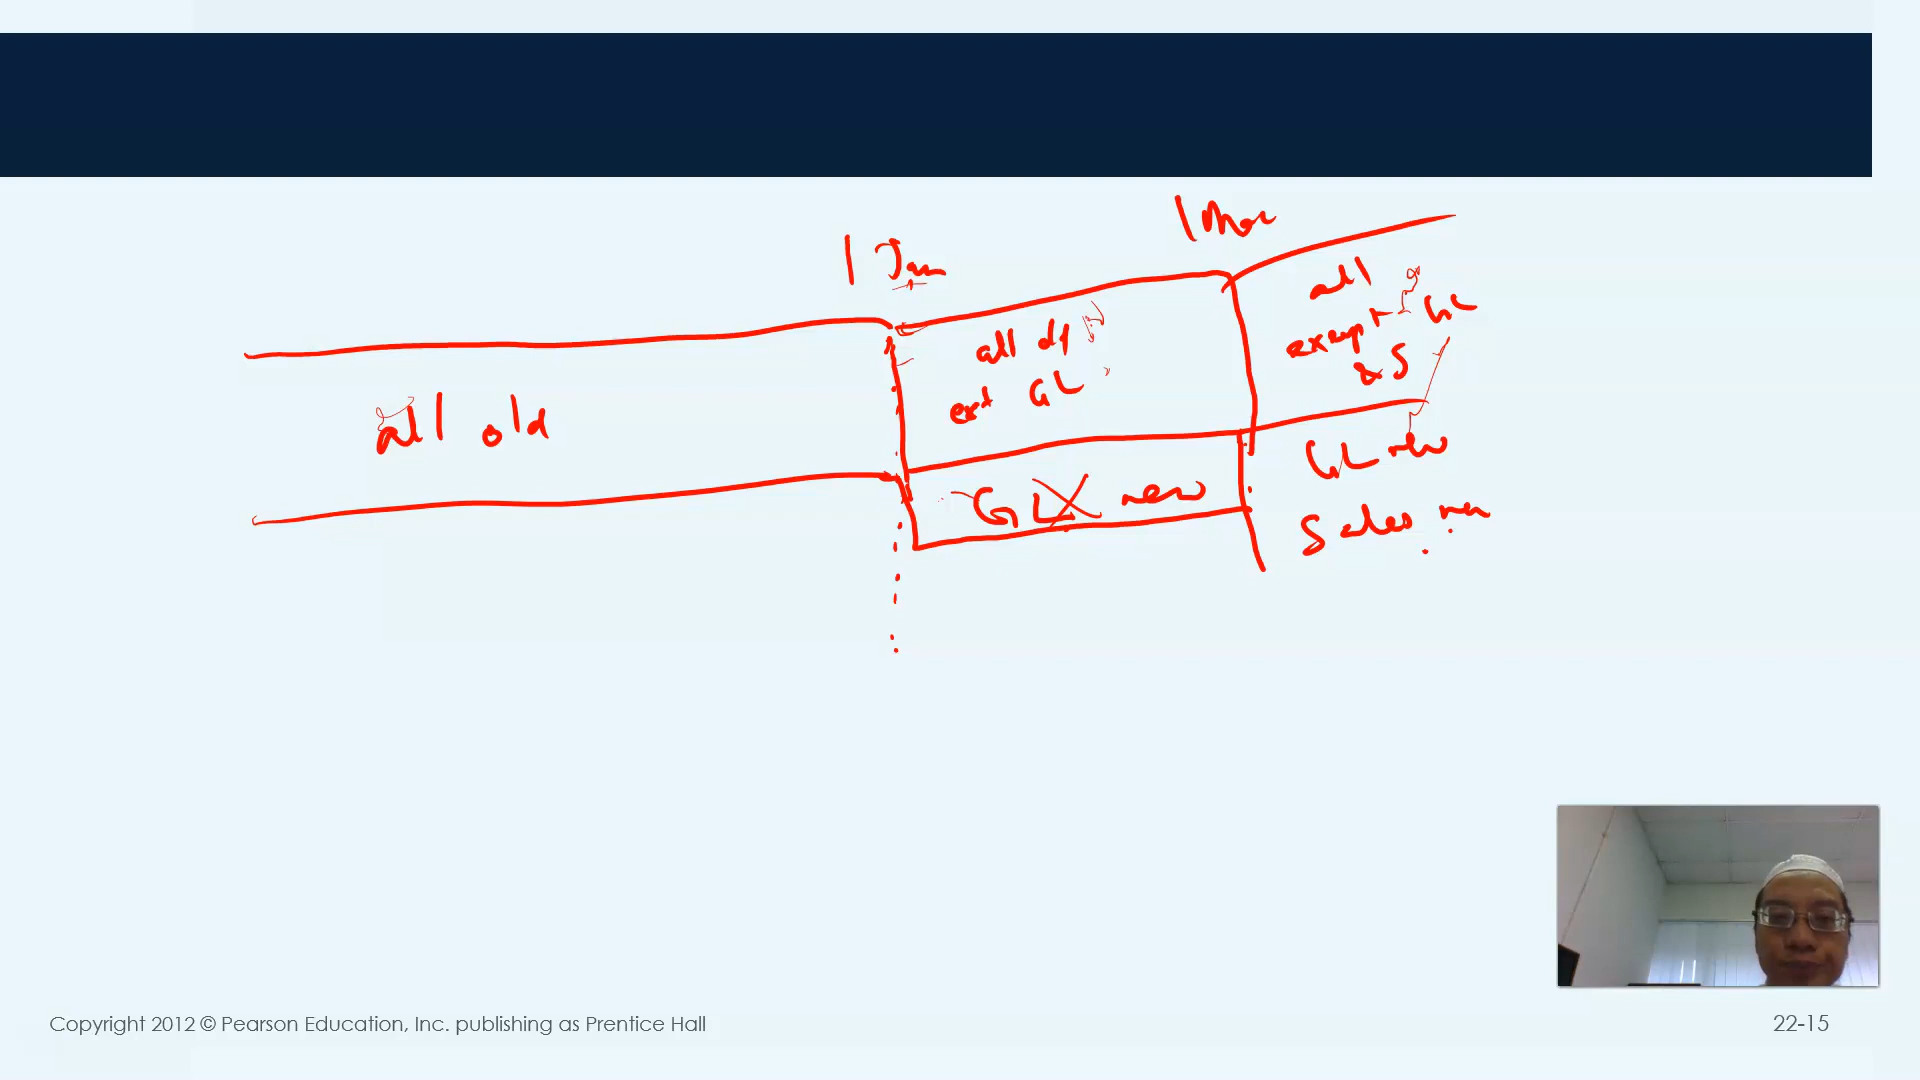 1 Jan
1 Mar
all old
all
ext GL
all
except GL
& S
GL new
GL new
Sales new
Copyright 2012 © Pearson Education, Inc. publishing as Prentice Hall
22-15